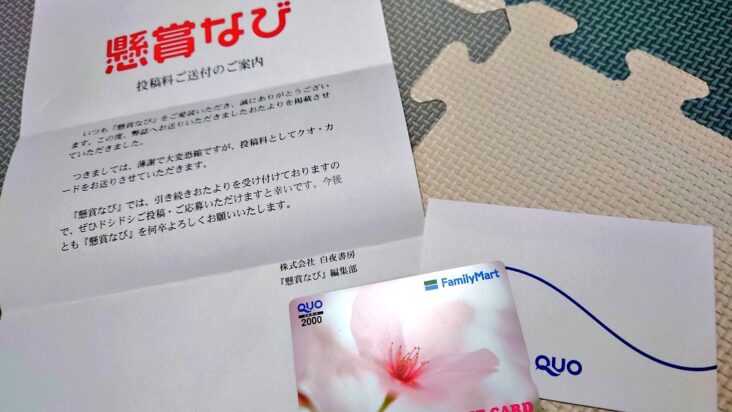 懸賞なび
投稿料ご送付のご案内
いつも『懸賞なび』をご愛読いただき、誠にありがとうござい
ます。この度、弊誌へお送りいただきましたおたよりを掲載させ
ていただきました。
つきましては、薄謝で大変恐縮ですが、投稿料としてクオ・カ
ードをお送りさせていただきます。
『懸賞なび』では、引き続きおたよりを受け付けておりますの
で、ぜひドシドシご投稿・ご応募いただけますと幸いです。今後
とも『懸賞なび』を何卒よろしくお願いいたします。
株式会社 白夜書房
『懸賞なび』編集部
FamilyMart
QUO
2000
CARD
QUO